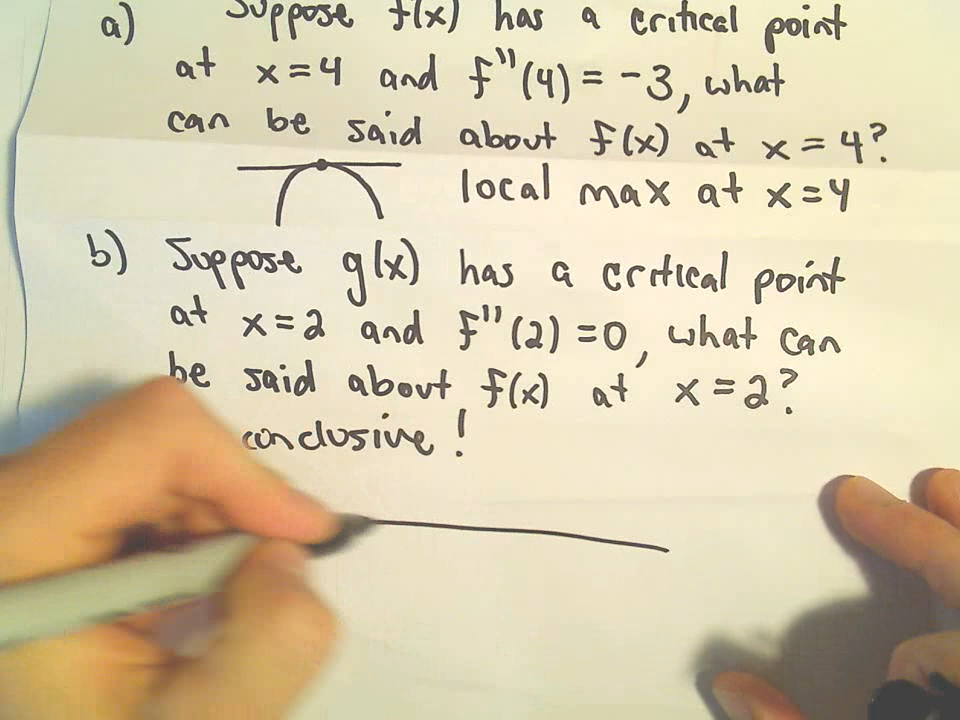 a) Suppose f(x) has a critical point
at x=4 and f"(4) = -3, what
can be said about f(x) at x = 4?
local max at x=4
b) Suppose g(x) has a critical point
at x=2 and f"(2) =0, what can
be said about f(x) at x = 2?
conclusive!